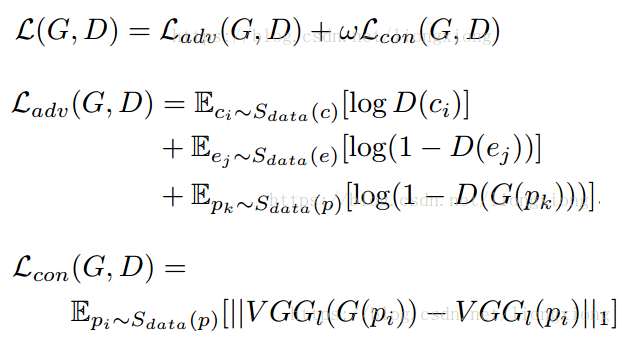 ℒ(G, D) = ℒ_{adv}(G, D) + ωℒ_{con}(G, D)
ℒ_{adv}(G, D) = 𝔼_{c_i∼S_{data}(c)}[log D(c_i)]
+ 𝔼_{e_j∼S_{data}(e)}[log(1 − D(e_j))]
+ 𝔼_{p_k∼S_{data}(p)}[log(1 − D(G(p_k)))].
ℒ_{con}(G, D) =
𝔼_{p_i∼S_{data}(p)}[||VGG_l(G(p_i)) − VGG_l(p_i)||_1]